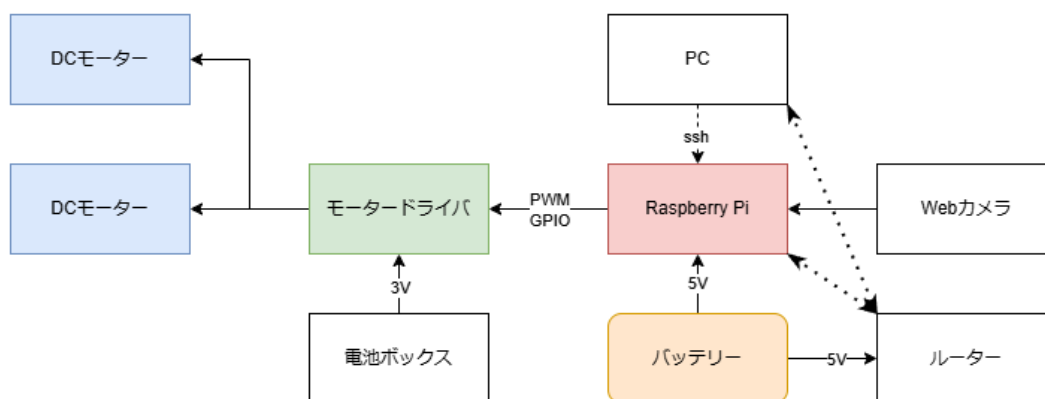 DCモーター
PC
ssh
DCモーター
モータードライバ
PWM
GPIO
Raspberry Pi
Webカメラ
3V
5V
電池ボックス
バッテリー
5V
ルーター